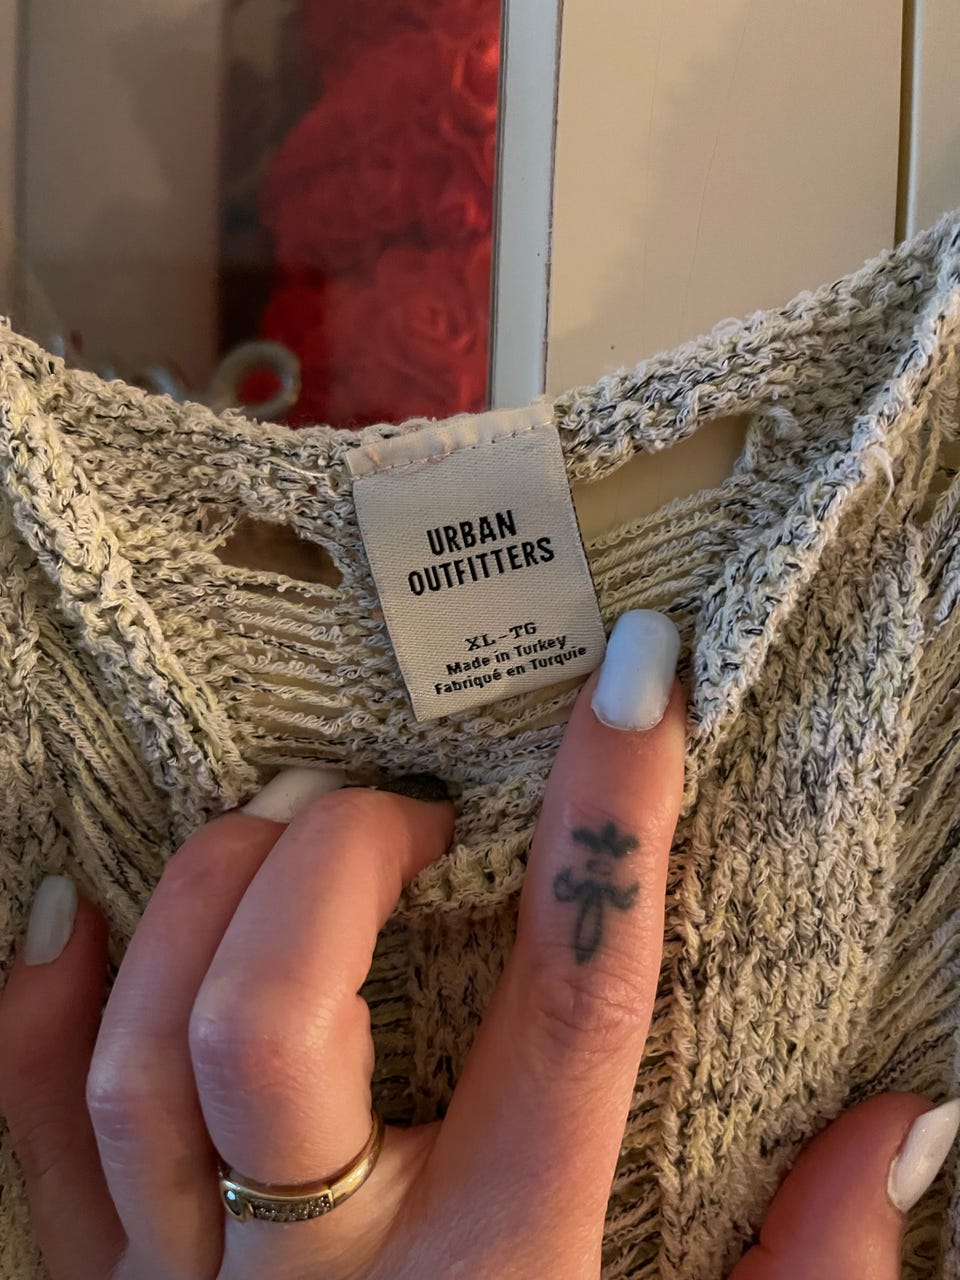 URBAN
OUTFITTERS
XL-TG
Made in Turkey
Fabriqué en Turquie